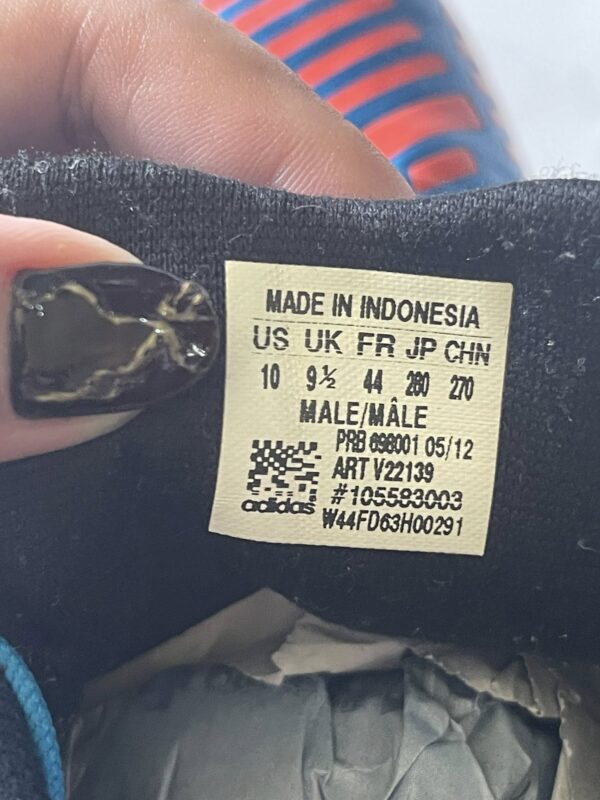 MADE IN INDONESIA
US UK FR JP CHN
10 9½ 44 280 270
MALE/MÂLE
PRB 698001 05/12
ART V22139
#105583003
adidas W44FD63H00291